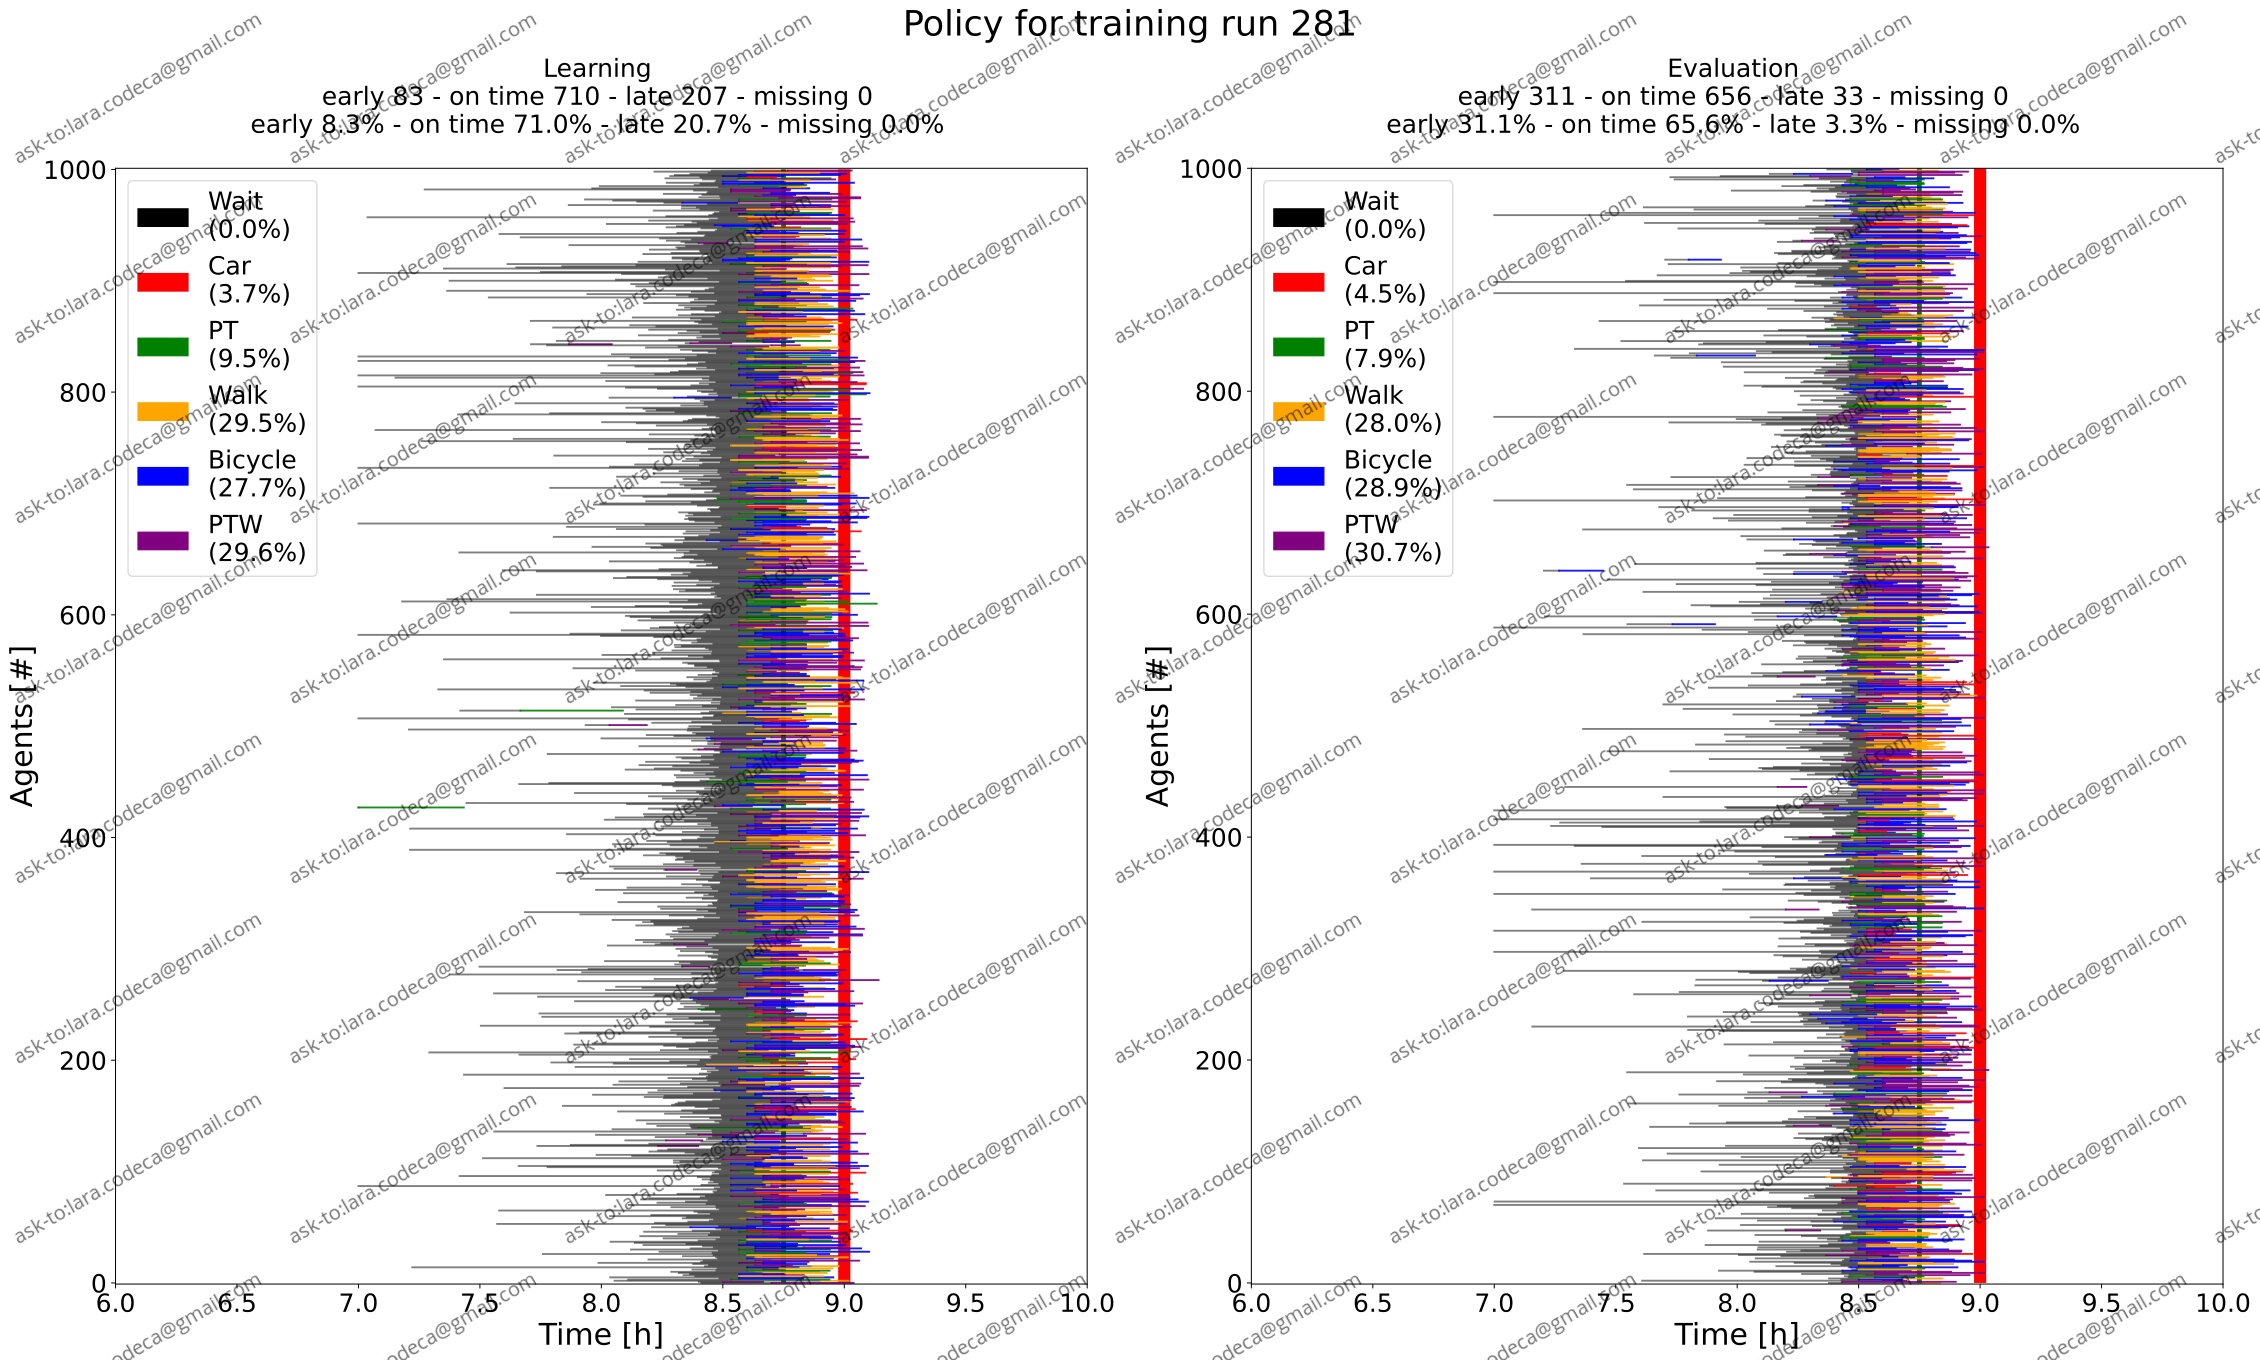 Policy for training run 281
Learning
early 83 - on time 710 - late 207 - missing 0
early 8.3% - on time 71.0% - late 20.7% - missing 0.0%
1000
800
600
400
200
0
Agents [#]
Wait
(0.0%)
Car
(3.7%)
PT
(9.5%)
Walk
(29.5%)
Bicycle
(27.7%)
PTW
(29.6%)
6.0 6.5 7.0 7.5 8.0 8.5 9.0 9.5 10.0
Time [h]
Evaluation
early 311 - on time 656 - late 33 - missing 0
early 31.1% - on time 65.6% - late 3.3% - missing 0.0%
1000
800
600
400
200
0
Agents [#]
Wait
(0.0%)
Car
(4.5%)
PT
(7.9%)
Walk
(28.0%)
Bicycle
(28.9%)
PTW
(30.7%)
6.0 6.5 7.0 7.5 8.0 8.5 9.0 9.5 10.0
Time [h]
ask-to:lara.codeca@gmail.com